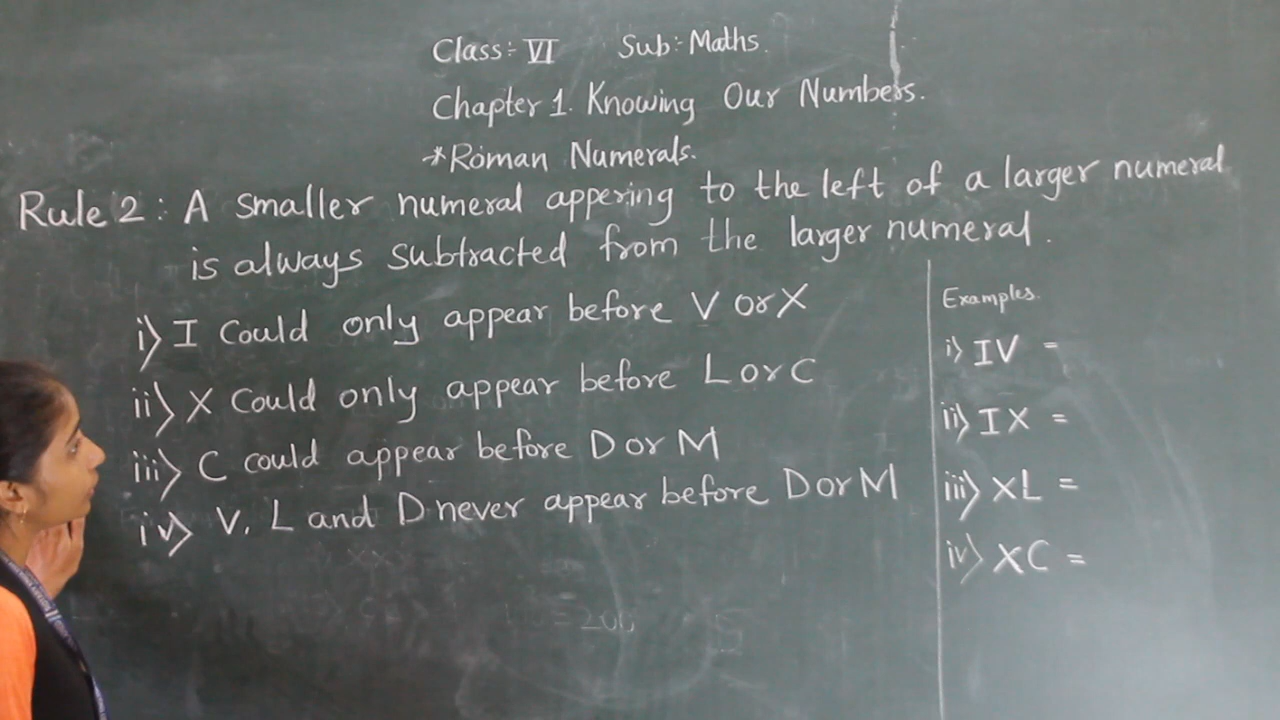 Class:- VI Sub:- Maths.
Chapter 1. Knowing Our Numbers.
*Roman Numerals.
Rule 2: A smaller numeral appering to the left of a larger numeral
is always subtracted from the larger numeral.
i) I Could only appear before V or X
ii) X Could only appear before L or C
iii) C could appear before D or M
iv) V, L and D never appear before D or M
Examples.
i) IV =
ii) IX =
iii) XL =
iv) XC =